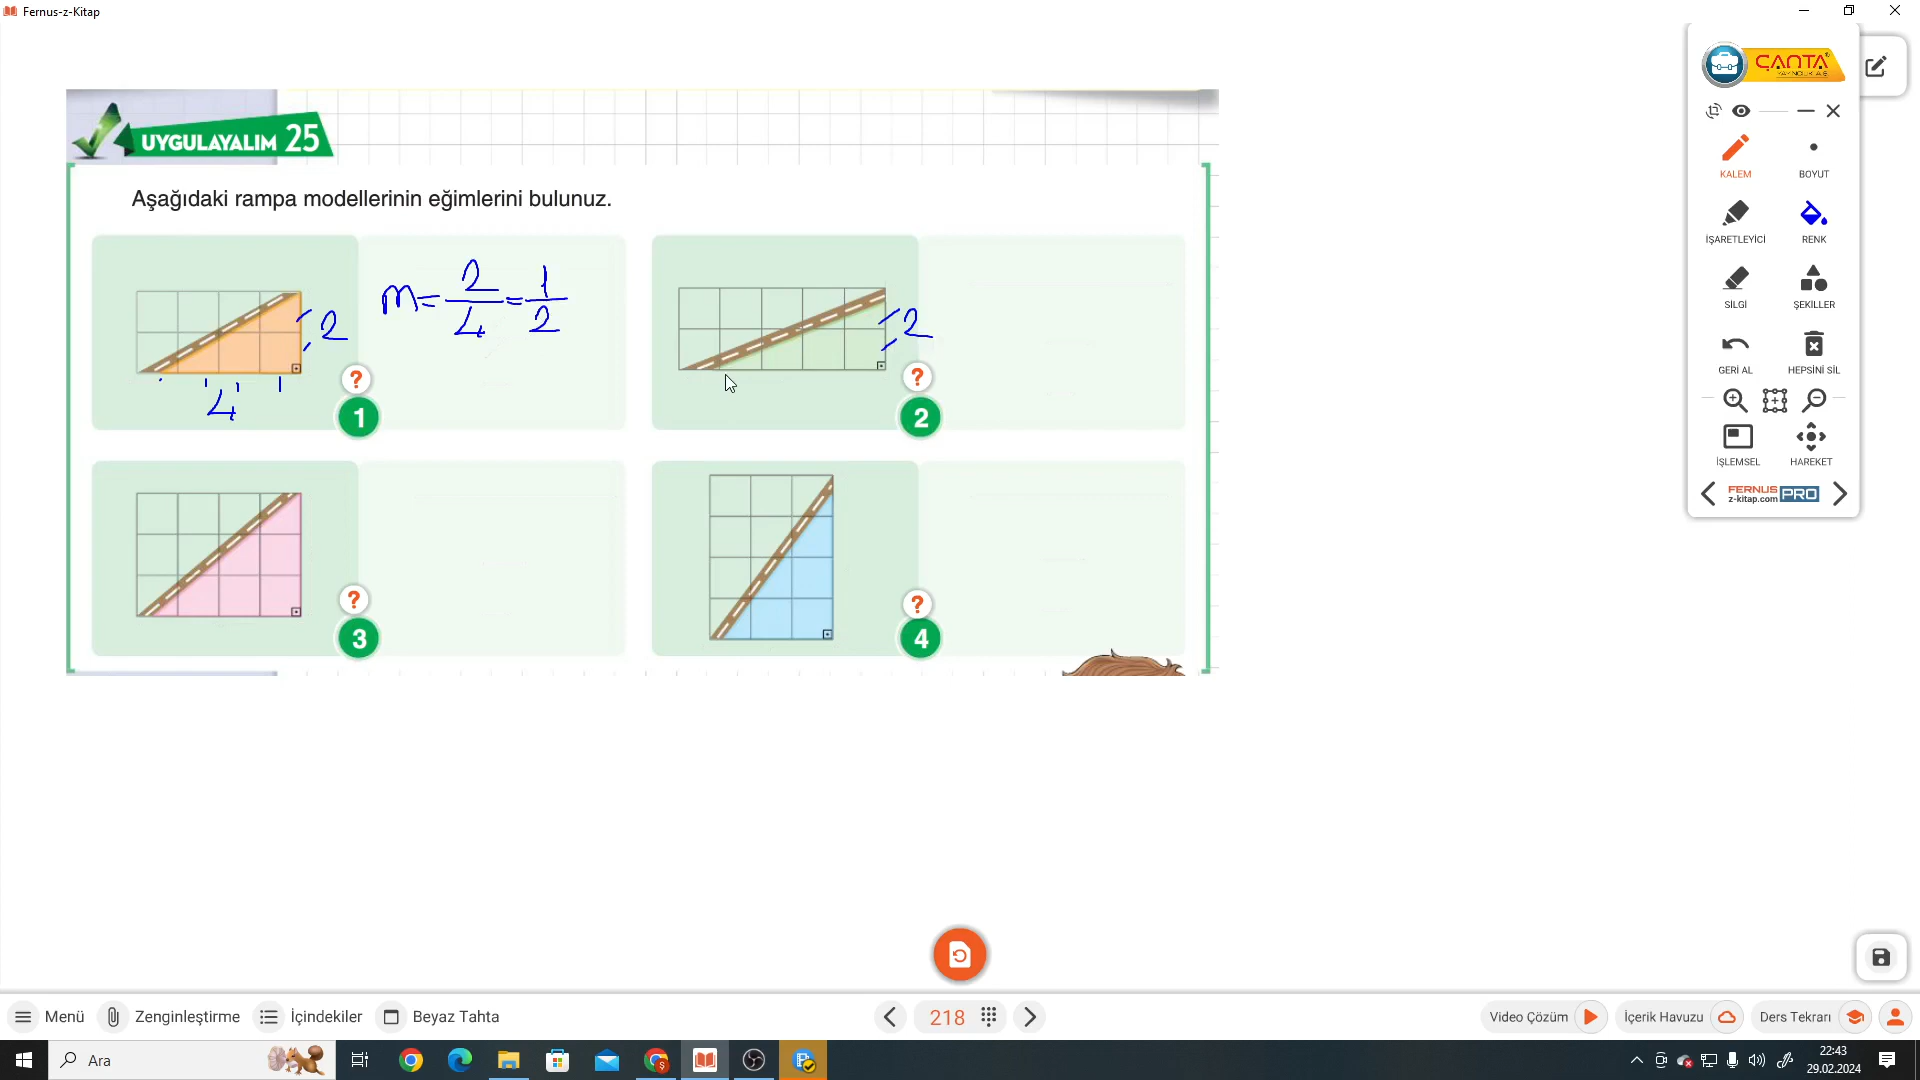 Fernus-z-Kitap
ÇANTA
YAYINCILIK A.Ş.
UYGULAYALIM 25
Aşağıdaki rampa modellerinin eğimlerini bulunuz.
m = 2/4 = 1/2
2
4
?
1
2
?
2
?
3
?
4
KALEM
BOYUT
İŞARETLEYİCİ
RENK
SİLGİ
ŞEKİLLER
GERİ AL
HEPSİNİ SİL
İŞLEMSEL
HAREKET
FERNUS
z-kitap.com PRO
Menü
Zenginleştirme
İçindekiler
Beyaz Tahta
218
Video Çözüm
İçerik Havuzu
Ders Tekrarı
Ara
22:43
29.02.2024